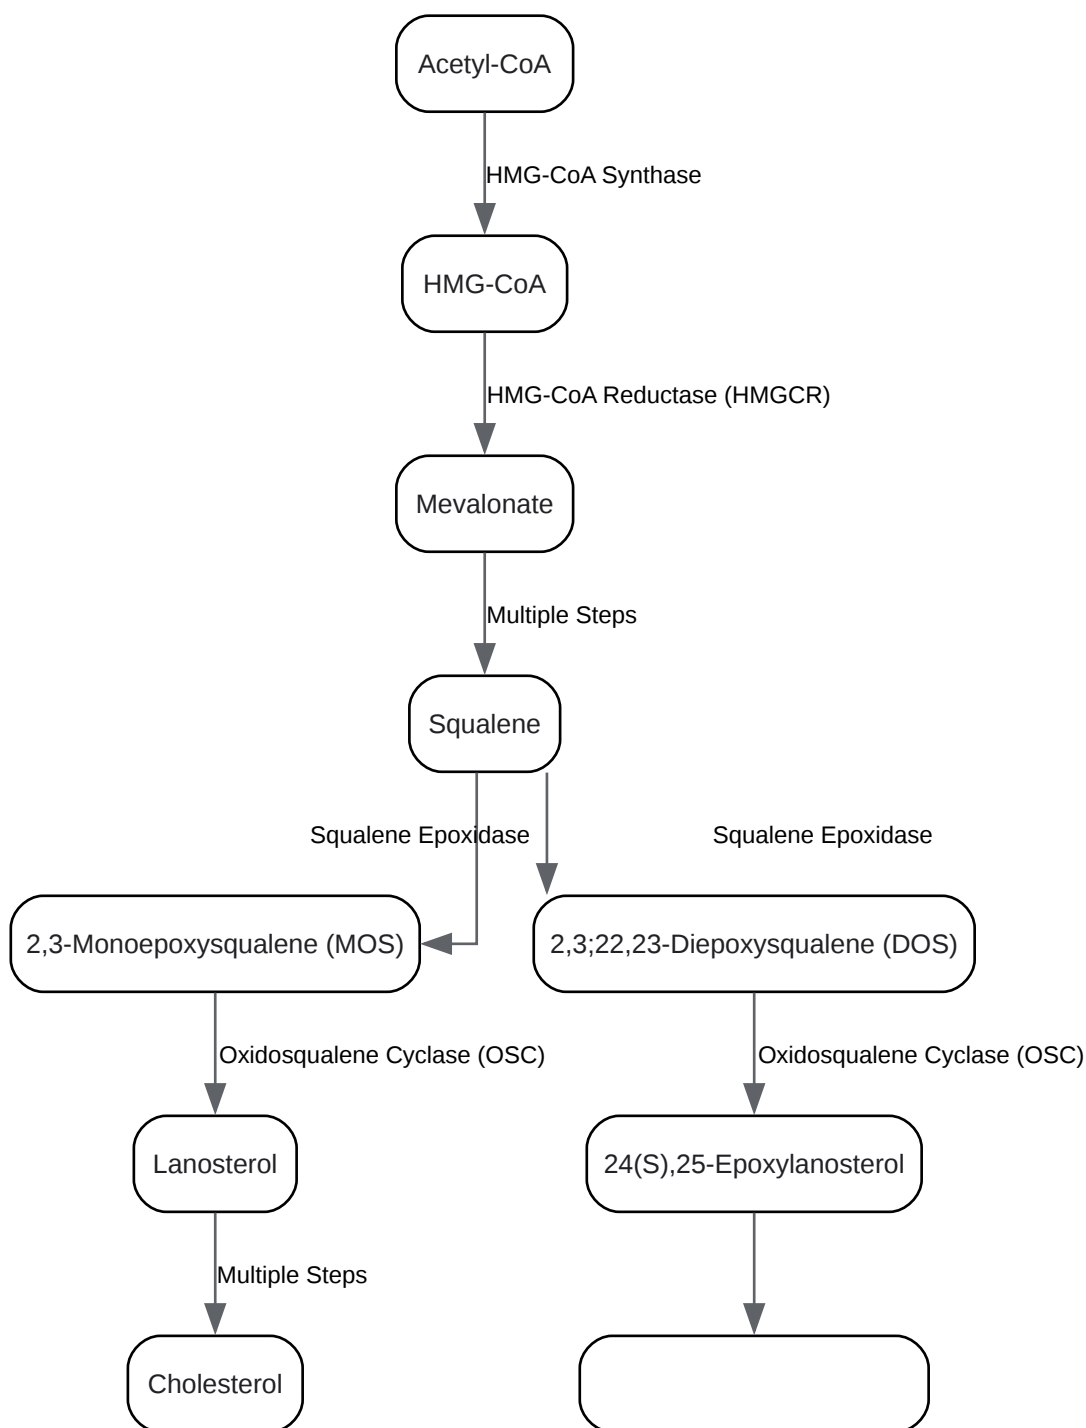 Acetyl-CoA
HMG-CoA Synthase
HMG-CoA
HMG-CoA Reductase (HMGCR)
Mevalonate
Multiple Steps
Squalene
Squalene Epoxidase
Squalene Epoxidase
2,3-Monoepoxysqualene (MOS)
2,3;22,23-Diepoxysqualene (DOS)
Oxidosqualene Cyclase (OSC)
Oxidosqualene Cyclase (OSC)
Lanosterol
24(S),25-Epoxylanosterol
Multiple Steps
Cholesterol